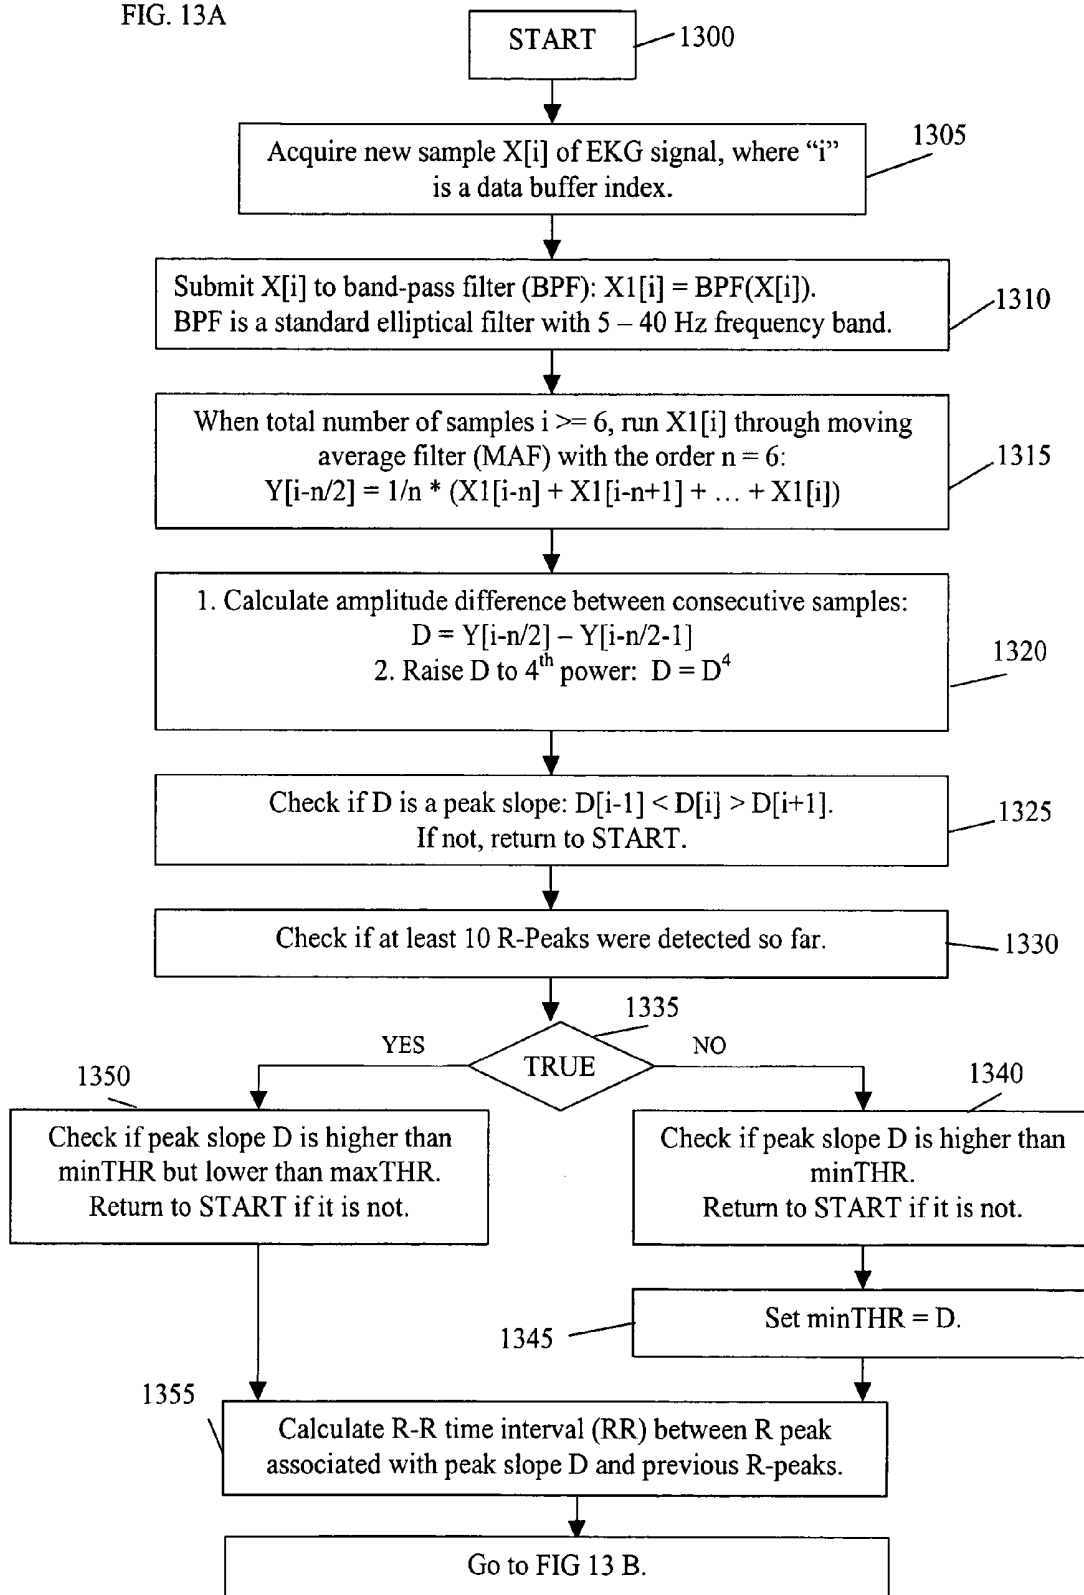 FIG. 13A
START
1300
Acquire new sample X[i] of EKG signal, where “i”
is a data buffer index.
1305
Submit X[i] to band-pass filter (BPF): X1[i] = BPF(X[i]).
BPF is a standard elliptical filter with 5 – 40 Hz frequency band.
1310
When total number of samples i >= 6, run X1[i] through moving
average filter (MAF) with the order n = 6:
Y[i-n/2] = 1/n * (X1[i-n] + X1[i-n+1] + … + X1[i])
1315
1. Calculate amplitude difference between consecutive samples:
D = Y[i-n/2] – Y[i-n/2-1]
2. Raise D to 4th power: D = D⁴
1320
Check if D is a peak slope: D[i-1] < D[i] > D[i+1].
If not, return to START.
1325
Check if at least 10 R-Peaks were detected so far.
1330
1335
YES
TRUE
NO
1350
Check if peak slope D is higher than
minTHR but lower than maxTHR.
Return to START if it is not.
1340
Check if peak slope D is higher than
minTHR.
Return to START if it is not.
Set minTHR = D.
1345
1355
Calculate R-R time interval (RR) between R peak
associated with peak slope D and previous R-peaks.
Go to FIG 13 B.